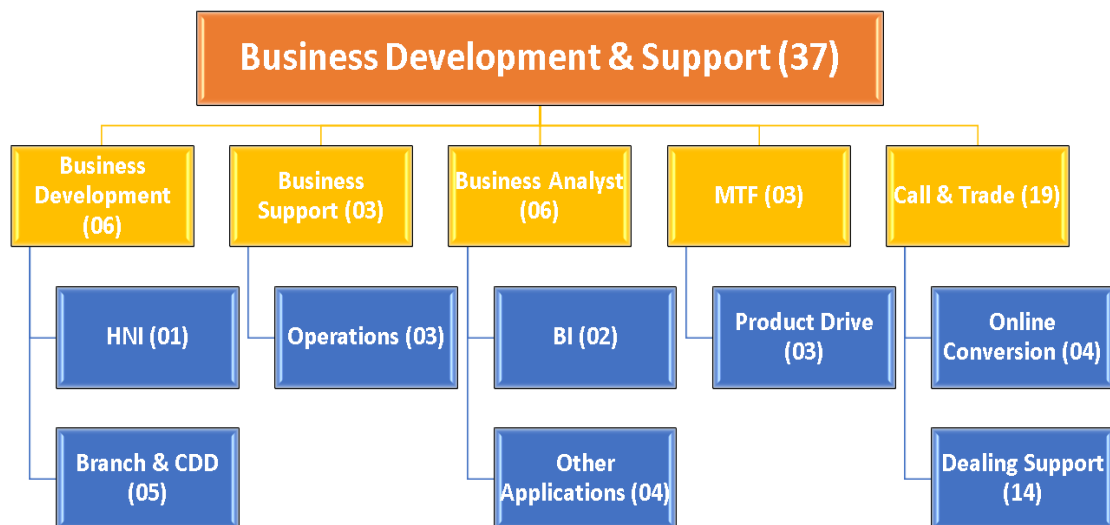 Business Development & Support (37)
Business
Development
(06)
Business
Support (03)
Business Analyst
(06)
MTF (03)
Call & Trade (19)
HNI (01)
Operations (03)
BI (02)
Product Drive
(03)
Online
Conversion (04)
Branch & CDD
(05)
Other
Applications (04)
Dealing Support
(14)